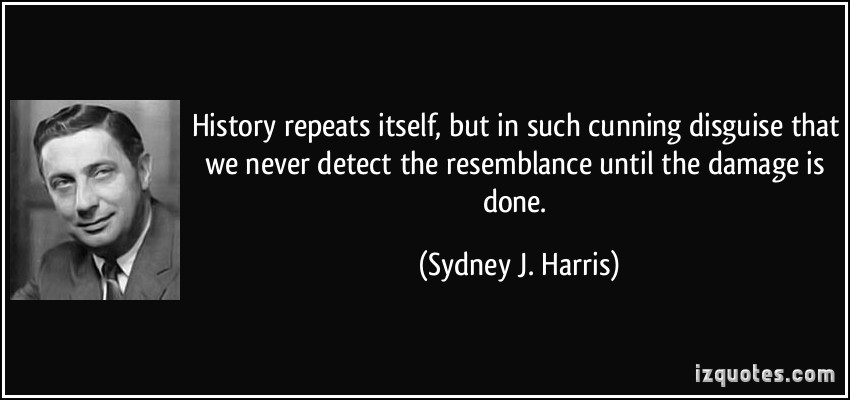 History repeats itself, but in such cunning disguise that
we never detect the resemblance until the damage is
done.
(Sydney J. Harris)
izquotes.com